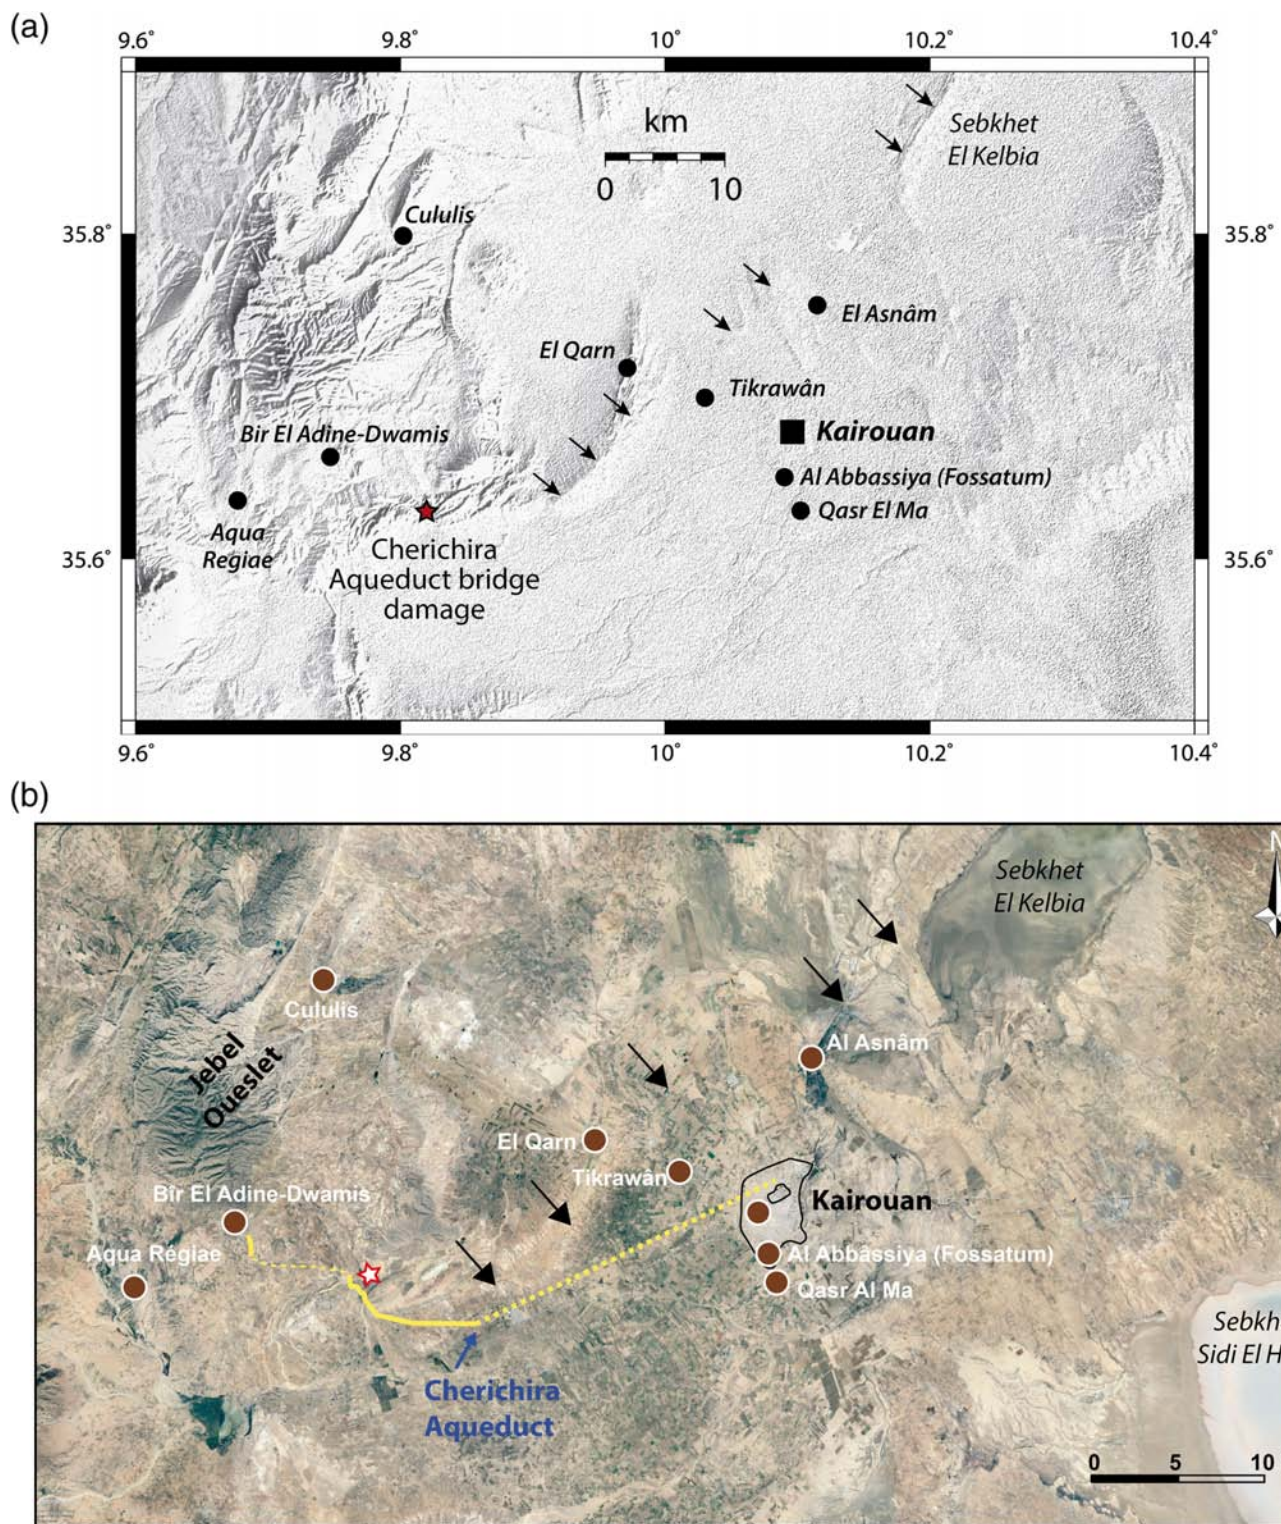 (a)
9.6˚
9.8˚
10˚
10.2˚
10.4˚
km
0
10
Sebkhet
El Kelbia
Cululis
35.8˚
35.8˚
El Asnâm
El Qarn
Tikrawân
Kairouan
Bir El Adine-Dwamis
Al Abbassiya (Fossatum)
Qasr El Ma
Aqua
Regiae
Cherichira
Aqueduct bridge
damage
35.6˚
35.6˚
9.6˚
9.8˚
10˚
10.2˚
10.4˚
(b)
N
Sebkhet
El Kelbia
Cululis
Jebel
Oueslet
Al Asnâm
El Qarn
Tikrawân
Bîr El Adine-Dwamis
Kairouan
Aqua Régiae
Al Abbâssiya (Fossatum)
Qasr Al Ma
Sebkh
Sidi El H
Cherichira
Aqueduct
0
5
10